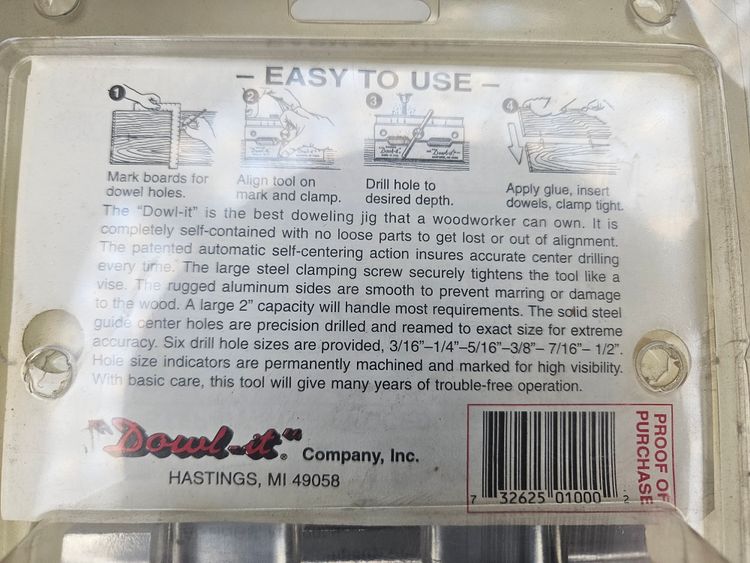 – EASY TO USE –
1
2
3
4
Mark boards for
dowel holes.
Align tool on
mark and clamp.
Drill hole to
desired depth.
Apply glue, insert
dowels, clamp tight.
The "Dowl-it" is the best doweling jig that a woodworker can own. It is
completely self-contained with no loose parts to get lost or out of alignment.
The patented automatic self-centering action insures accurate center drilling
every time. The large steel clamping screw securely tightens the tool like a
vise. The rugged aluminum sides are smooth to prevent marring or damage
to the wood. A large 2" capacity will handle most requirements. The solid steel
guide center holes are precision drilled and reamed to exact size for extreme
accuracy. Six drill hole sizes are provided, 3/16"–1/4"–5/16"–3/8"– 7/16"– 1/2".
Hole size indicators are permanently machined and marked for high visibility.
With basic care, this tool will give many years of trouble-free operation.
"Dowl-it"® Company, Inc.
HASTINGS, MI 49058
7 32625 01000 2
PROOF OF
PURCHASE